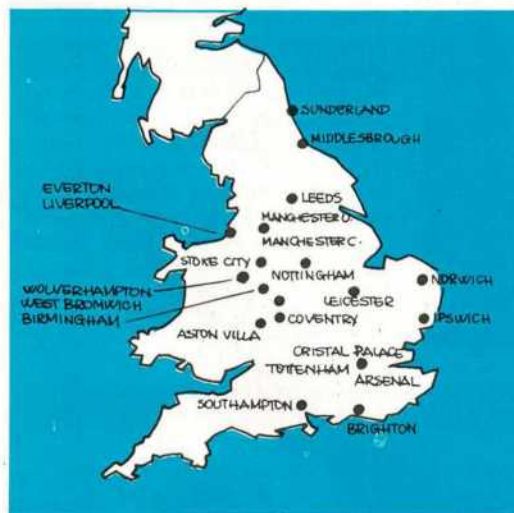 SUNDERLAND
MIDDLESBROUGH
LEEDS
EVERTON
LIVERPOOL
MANCHESTER U.
MANCHESTER C.
STOKE CITY
NOTTINGHAM
NORWICH
WOLVERHAMPTON
WEST BROMWICH
BIRMINGHAM
LEICESTER
COVENTRY
IPSWICH
ASTON VILLA
CRISTAL PALACE
TOTTENHAM
ARSENAL
SOUTHAMPTON
BRIGHTON